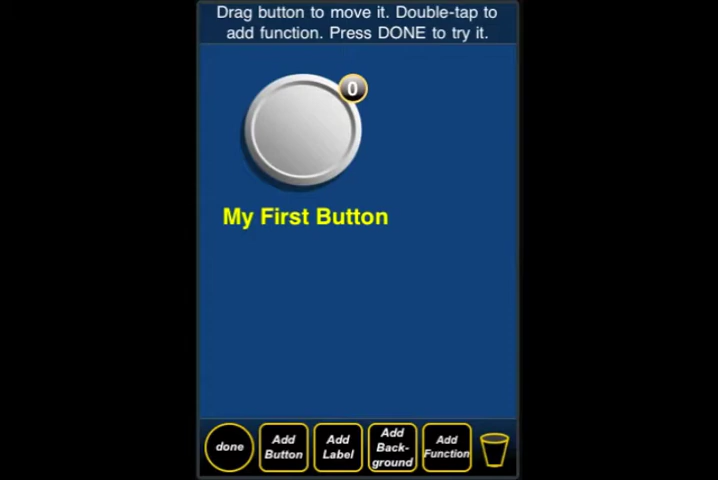 Drag button to move it. Double-tap to
add function. Press DONE to try it.
0
My First Button
done
Add
Button
Add
Label
Add
Back-
ground
Add
Function